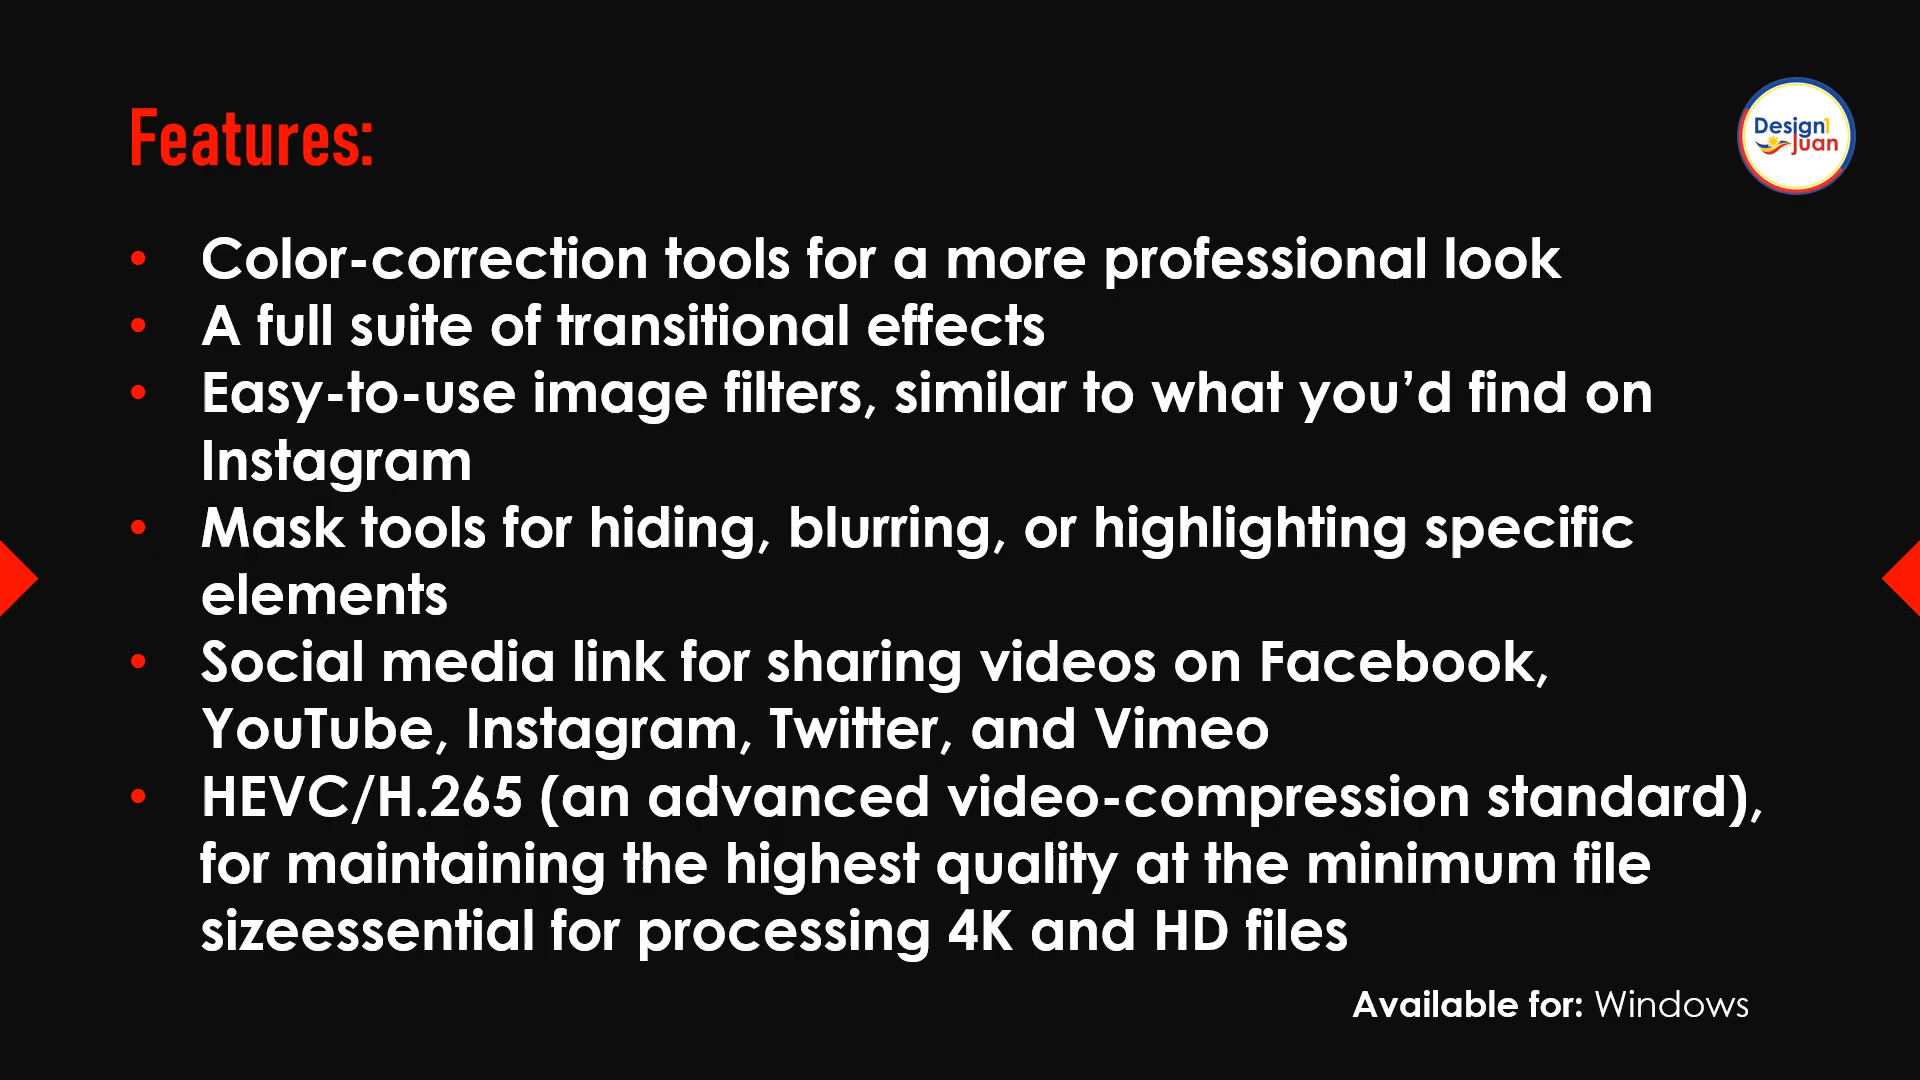 Features:
Design1
Juan
• Color-correction tools for a more professional look
• A full suite of transitional effects
• Easy-to-use image filters, similar to what you’d find on
Instagram
• Mask tools for hiding, blurring, or highlighting specific
elements
• Social media link for sharing videos on Facebook,
YouTube, Instagram, Twitter, and Vimeo
• HEVC/H.265 (an advanced video-compression standard),
for maintaining the highest quality at the minimum file
sizeessential for processing 4K and HD files
Available for: Windows